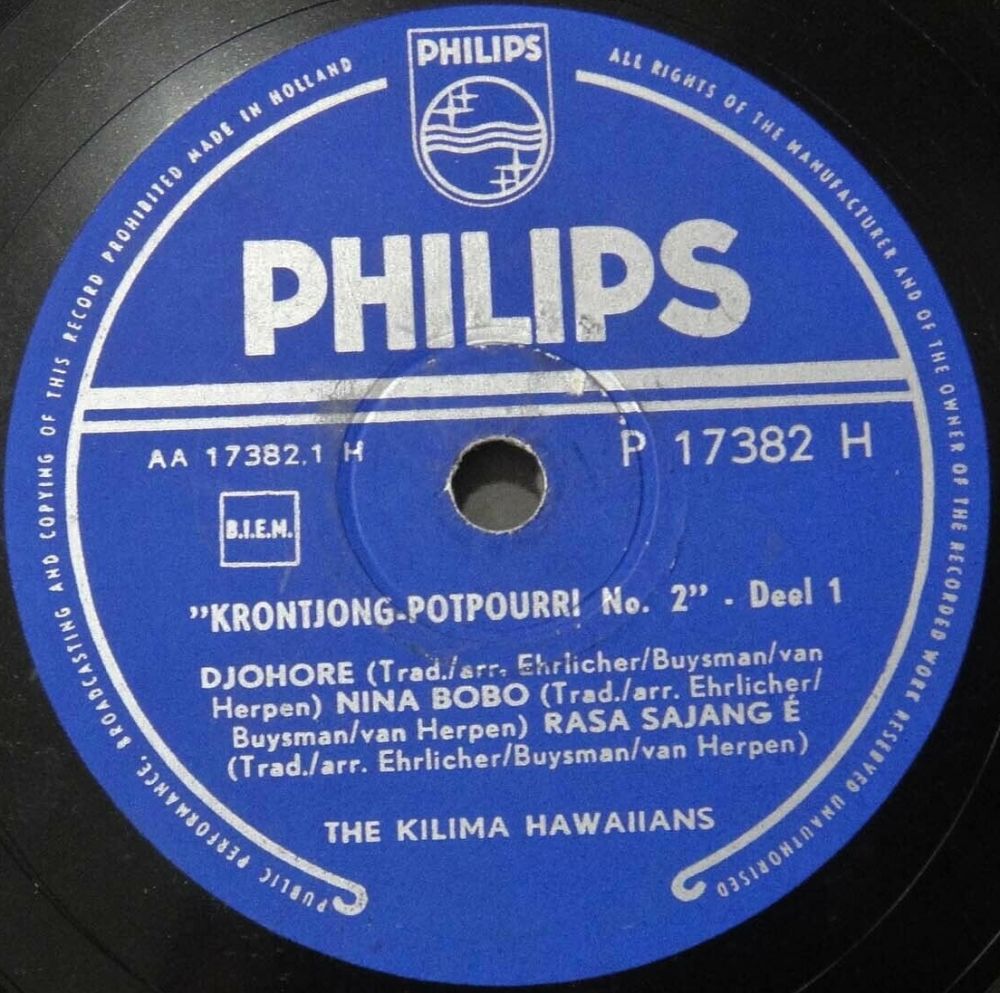 PHILIPS
ALL RIGHTS OF THE MANUFACTURER AND OF THE OWNER OF THE RECORDED WORK RESERVED UNAUTHORISED
PUBLIC PERFORMANCE, BROADCASTING AND COPYING OF THIS RECORD PROHIBITED MADE IN HOLLAND
PHILIPS
AA 17382.1 H
P 17382 H
B.I.E.M.
"KRONTJONG-POTPOURRI No. 2" - Deel 1
DJOHORE (Trad./arr. Ehrlicher/Buysman/van
Herpen) NINA BOBO (Trad./arr. Ehrlicher/
Buysman/van Herpen) RASA SAJANG É
(Trad./arr. Ehrlicher/Buysman/van Herpen)
THE KILIMA HAWAIIANS